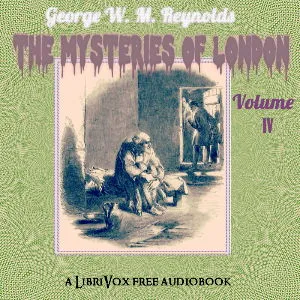 George W. M. Reynolds
THE MYSTERIES OF LONDON
Volume
IV
A LIBRIVOX FREE AUDIOBOOK